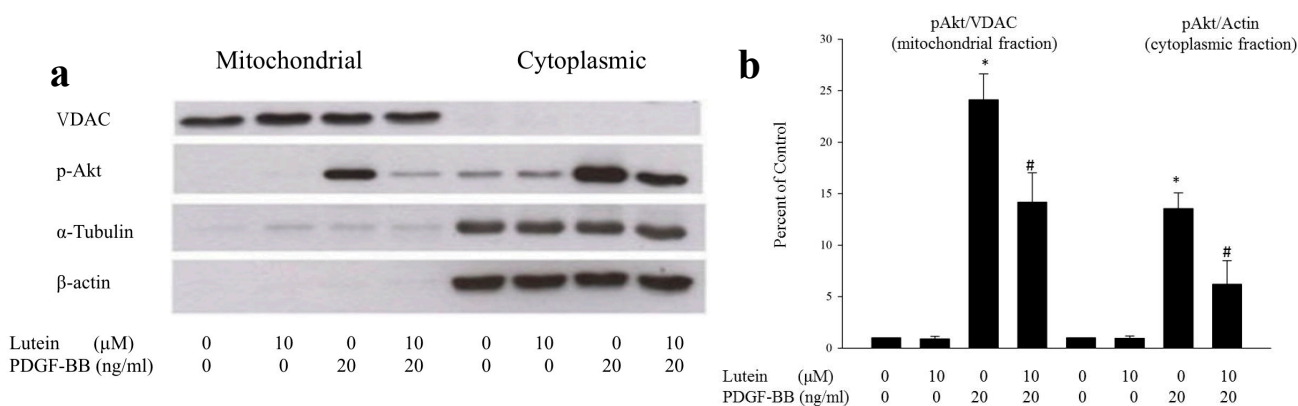 a
Mitochondrial Cytoplasmic
VDAC
p-Akt
α-Tubulin
β-actin
Lutein (μM) 0 10 0 10 0 10 0 10
PDGF-BB (ng/ml) 0 0 20 20 0 0 20 20
b
pAkt/VDAC
(mitochondrial fraction)
pAkt/Actin
(cytoplasmic fraction)
Percent of Control
30
25
20
15
10
5
0
* # * #
Lutein (μM) 0 10 0 10 0 10 0 10
PDGF-BB (ng/ml) 0 0 20 20 0 0 20 20